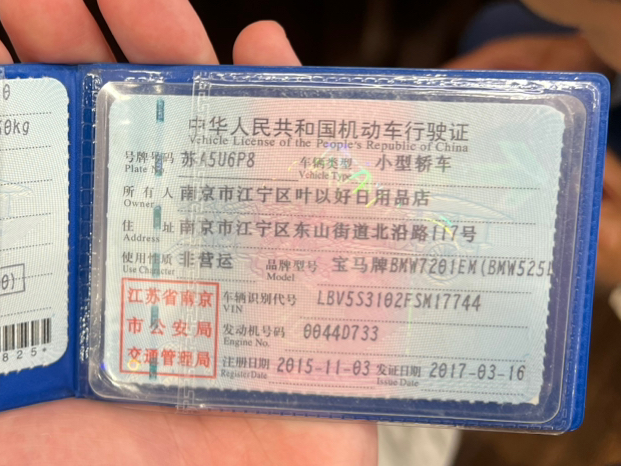 0kg
825*
中华人民共和国机动车行驶证
Vehicle License of the People's Republic of China
号牌号码 苏A5U6P8 车辆类型 小型轿车
Plate No. Vehicle Type
所有人 南京市江宁区叶以好日用品店
Owner
住址 南京市江宁区东山街道北沿路117号
Address
使用性质 非营运 品牌型号 宝马牌BMW7201EM(BMW525L
Use Character Model
江苏省南京
市公安局
交通管理局
车辆识别代号 LBV5S3102FSM17744
VIN
发动机号码 0044D733
Engine No.
注册日期 2015-11-03 发证日期 2017-03-16
Register Date Issue Date